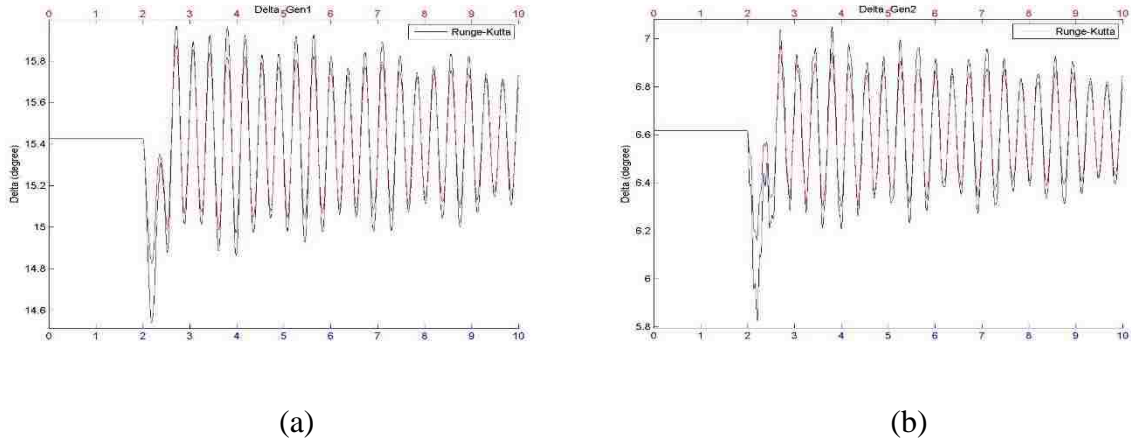 Delta Gen1
0 1 2 3 4 5 6 7 8 9 10
Runge-Kutta
15.8
15.6
15.4
15.2
15
14.8
14.6
Delta (degree)
0 1 2 3 4 5 6 7 8 9 10
(a)
Delta Gen2
0 1 2 3 4 5 6 7 8 9 10
Runge-Kutta
7
6.8
6.6
6.4
6.2
6
5.8
Delta (degree)
0 1 2 3 4 5 6 7 8 9 10
(b)